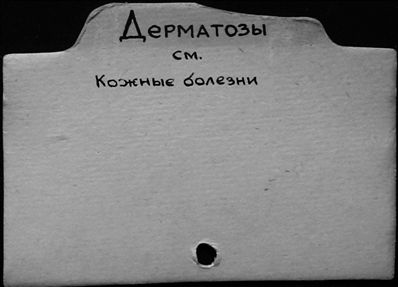 Дерматозы
см.
Кожные болезни